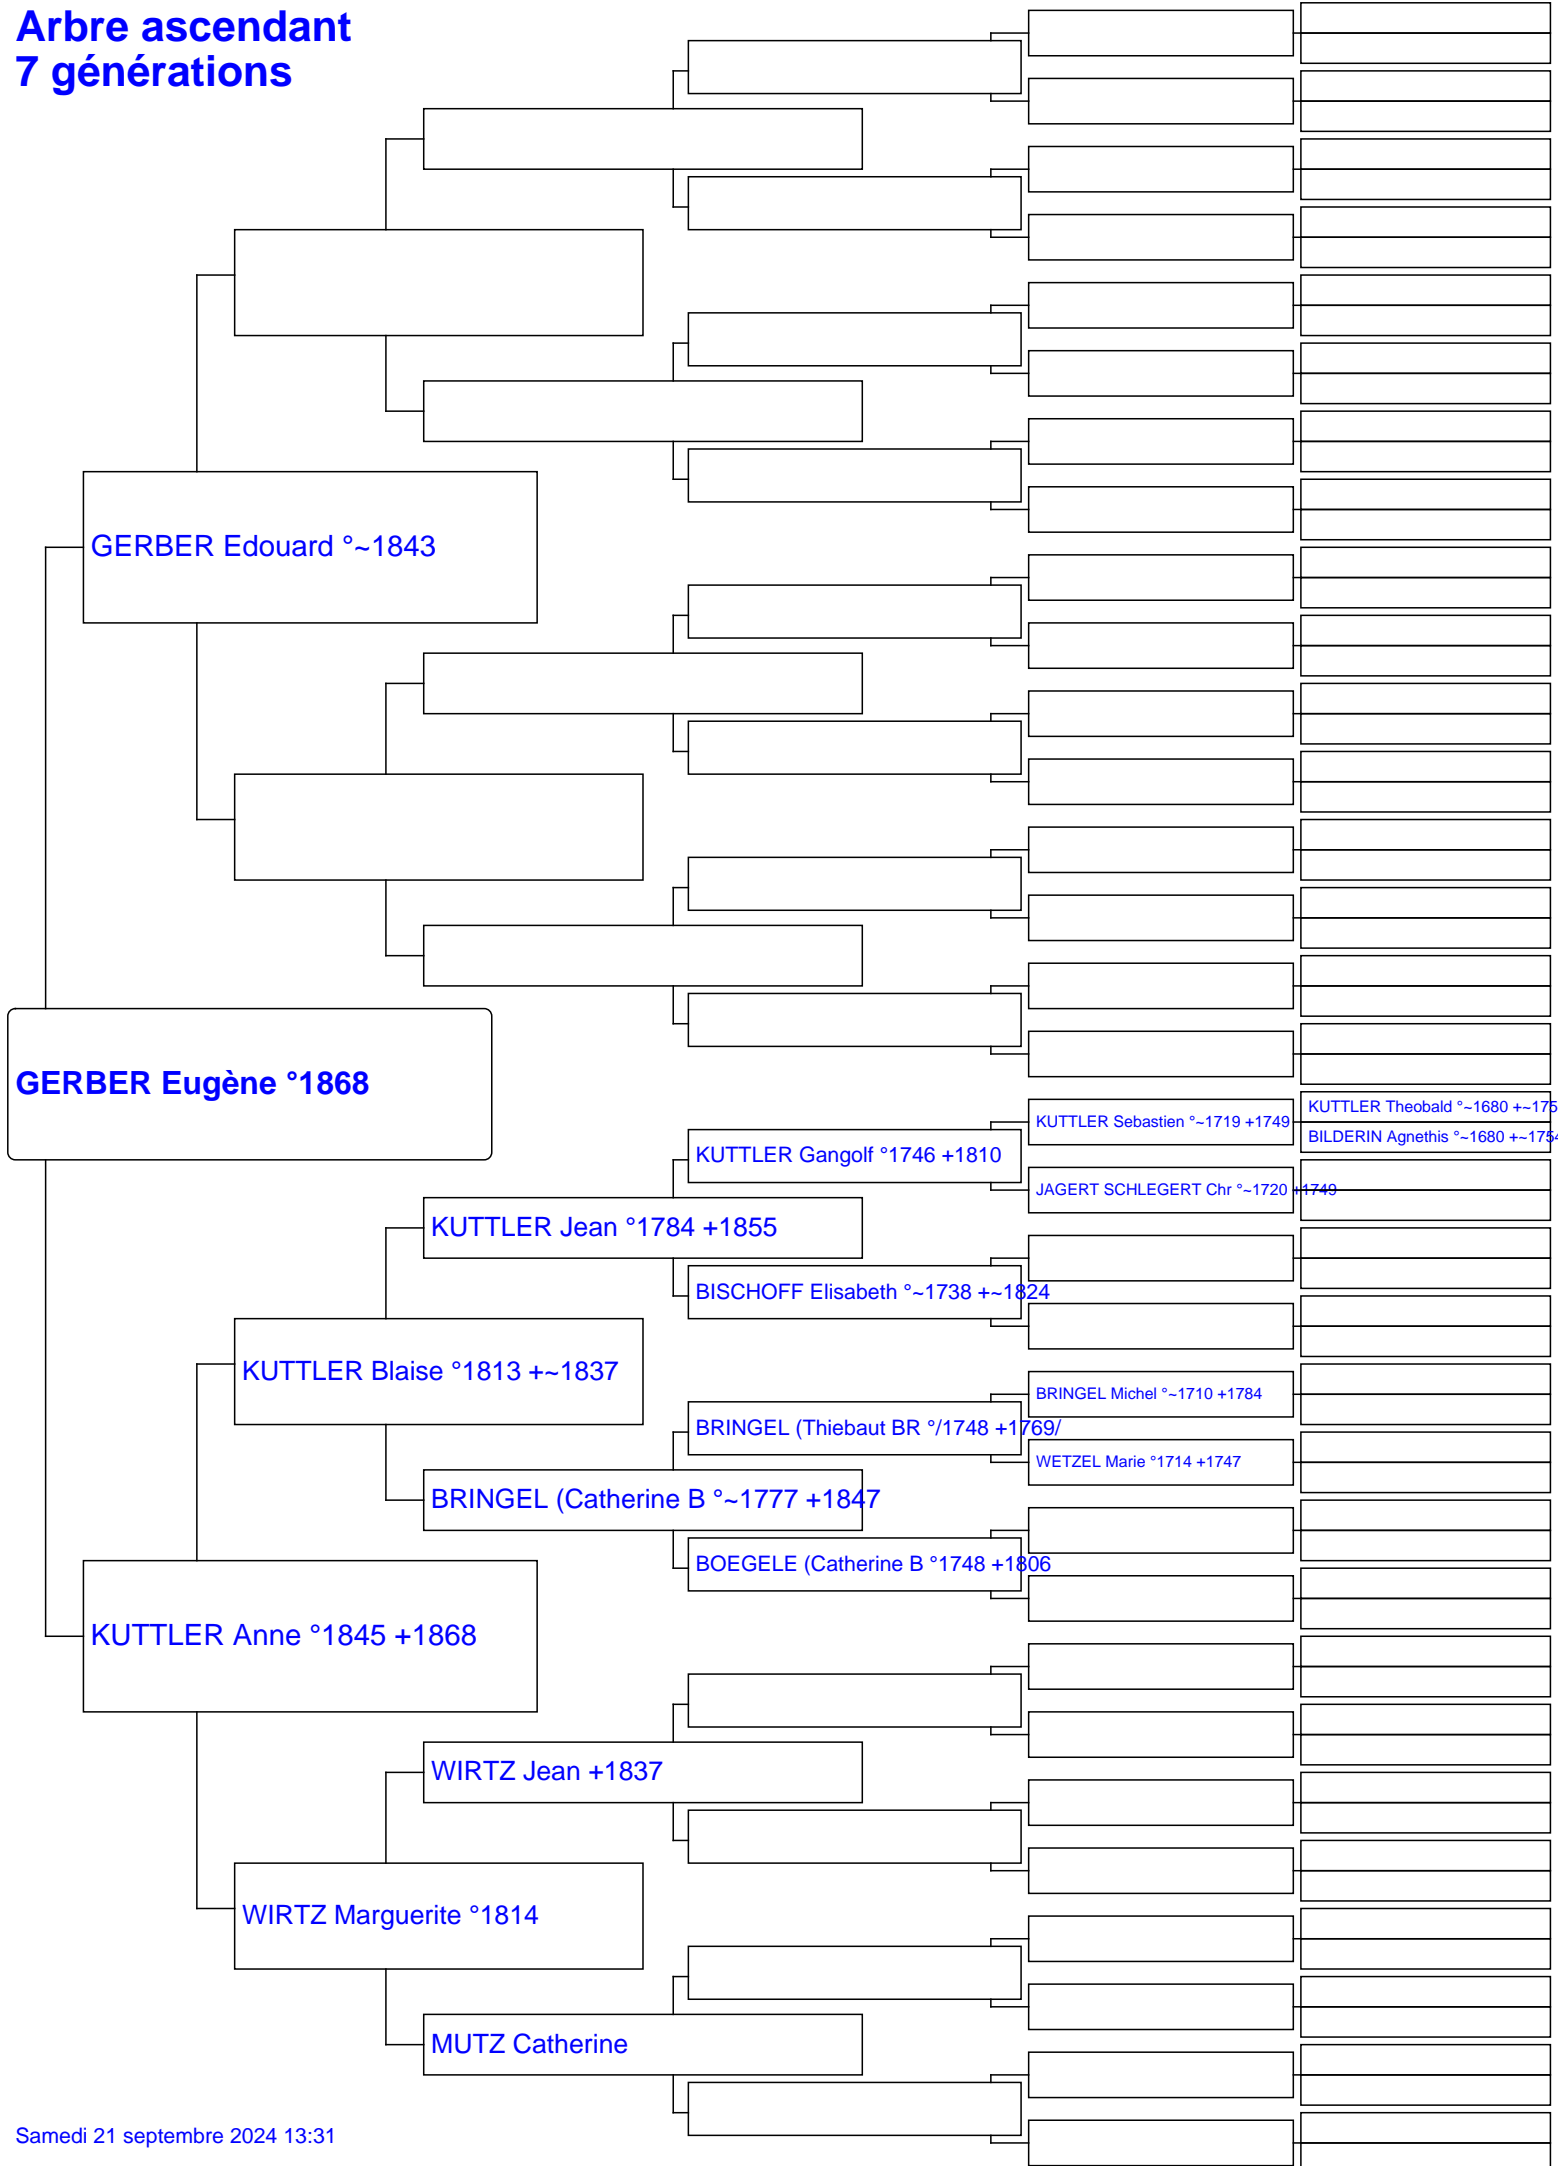 Arbre ascendant
7 générations
GERBER Edouard °~1843
GERBER Eugène °1868
KUTTLER Theobald °~1680 +~175
KUTTLER Sebastien °~1719 +1749
BILDERIN Agnethis °~1680 +~1754
KUTTLER Gangolf °1746 +1810
JAGERT SCHLEGERT Chr °~1720 +1749
KUTTLER Jean °1784 +1855
BISCHOFF Elisabeth °~1738 +~1824
KUTTLER Blaise °1813 +~1837
BRINGEL Michel °~1710 +1784
BRINGEL (Thiebaut BR °/1748 +1769/
WETZEL Marie °1714 +1747
BRINGEL (Catherine B °~1777 +1847
BOEGELE (Catherine B °1748 +1806
KUTTLER Anne °1845 +1868
WIRTZ Jean +1837
WIRTZ Marguerite °1814
MUTZ Catherine
Samedi 21 septembre 2024 13:31